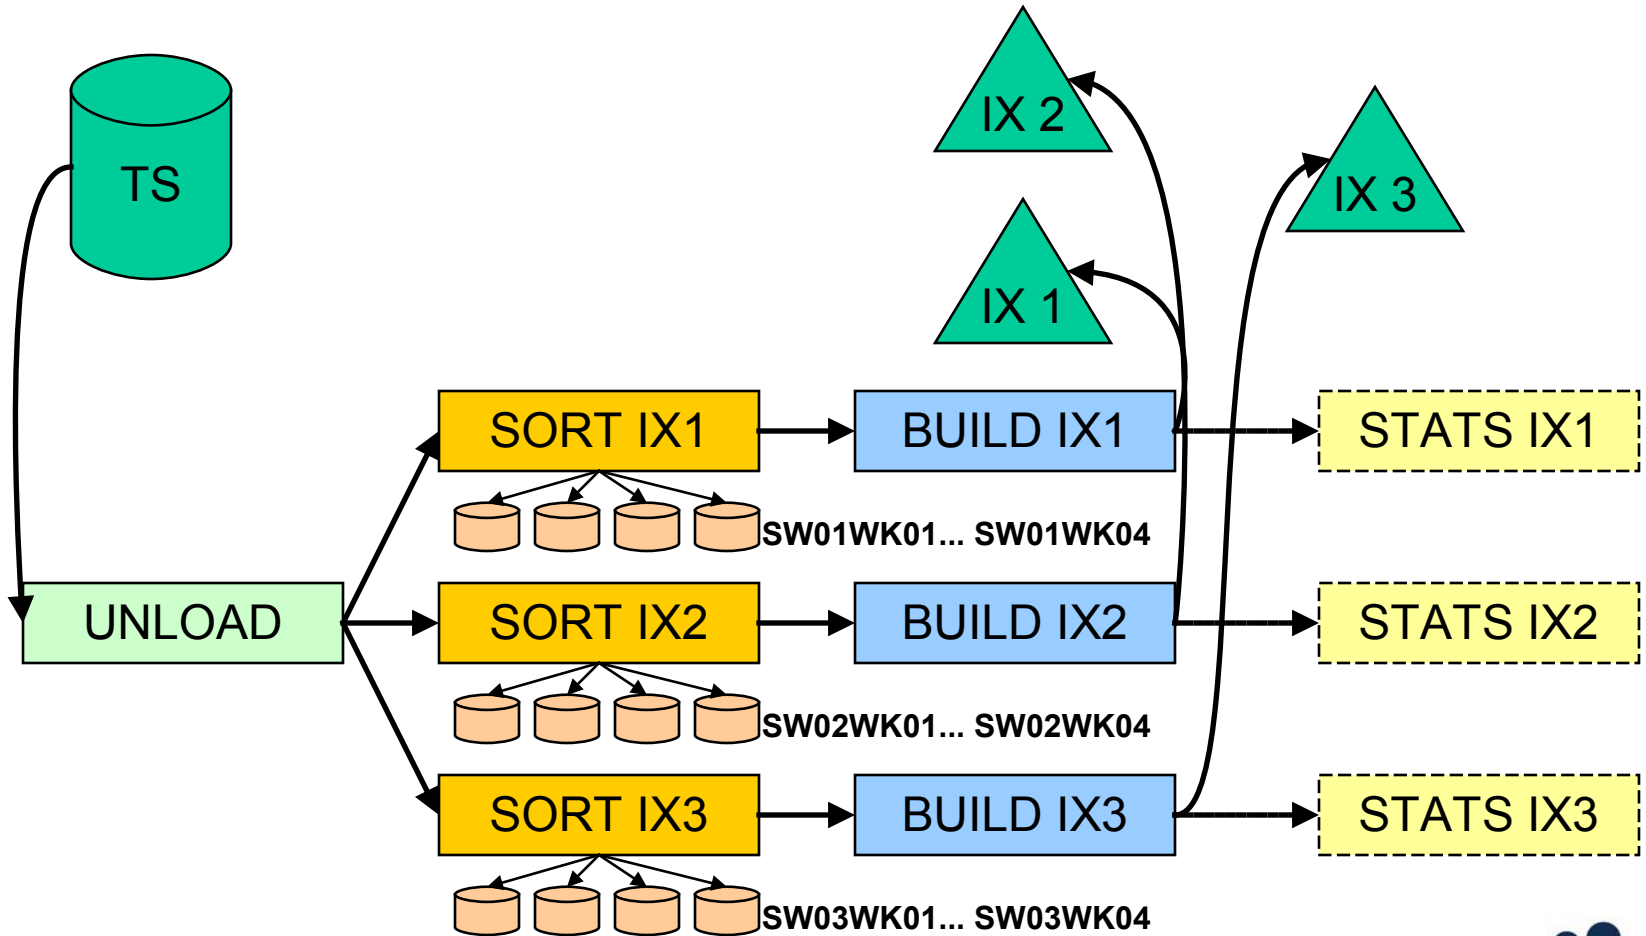 TS
IX 2
IX 3
IX 1
SORT IX1
BUILD IX1
STATS IX1
SW01WK01... SW01WK04
UNLOAD
SORT IX2
BUILD IX2
STATS IX2
SW02WK01... SW02WK04
SORT IX3
BUILD IX3
STATS IX3
SW03WK01... SW03WK04